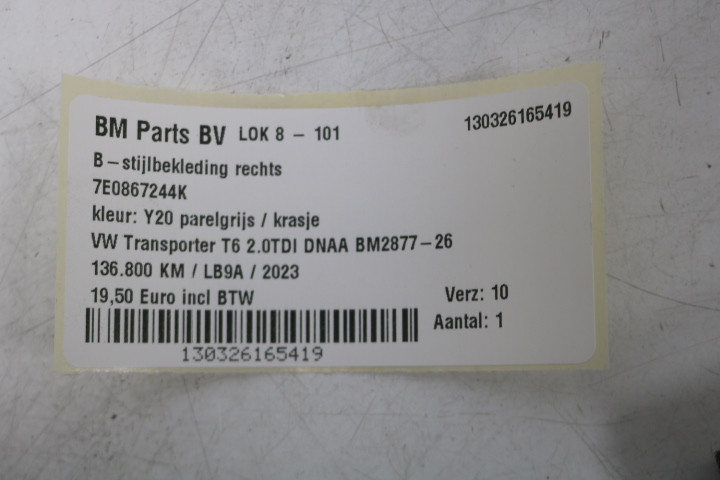 BM Parts BV LOK 8 - 101 130326165419
B-stijlbekleding rechts
7E0867244K
kleur: Y20 parelgrijs / krasje
VW Transporter T6 2.0TDI DNAA BM2877-26
136.800 KM / LB9A / 2023
19,50 Euro incl BTW Verz: 10
Aantal: 1
130326165419